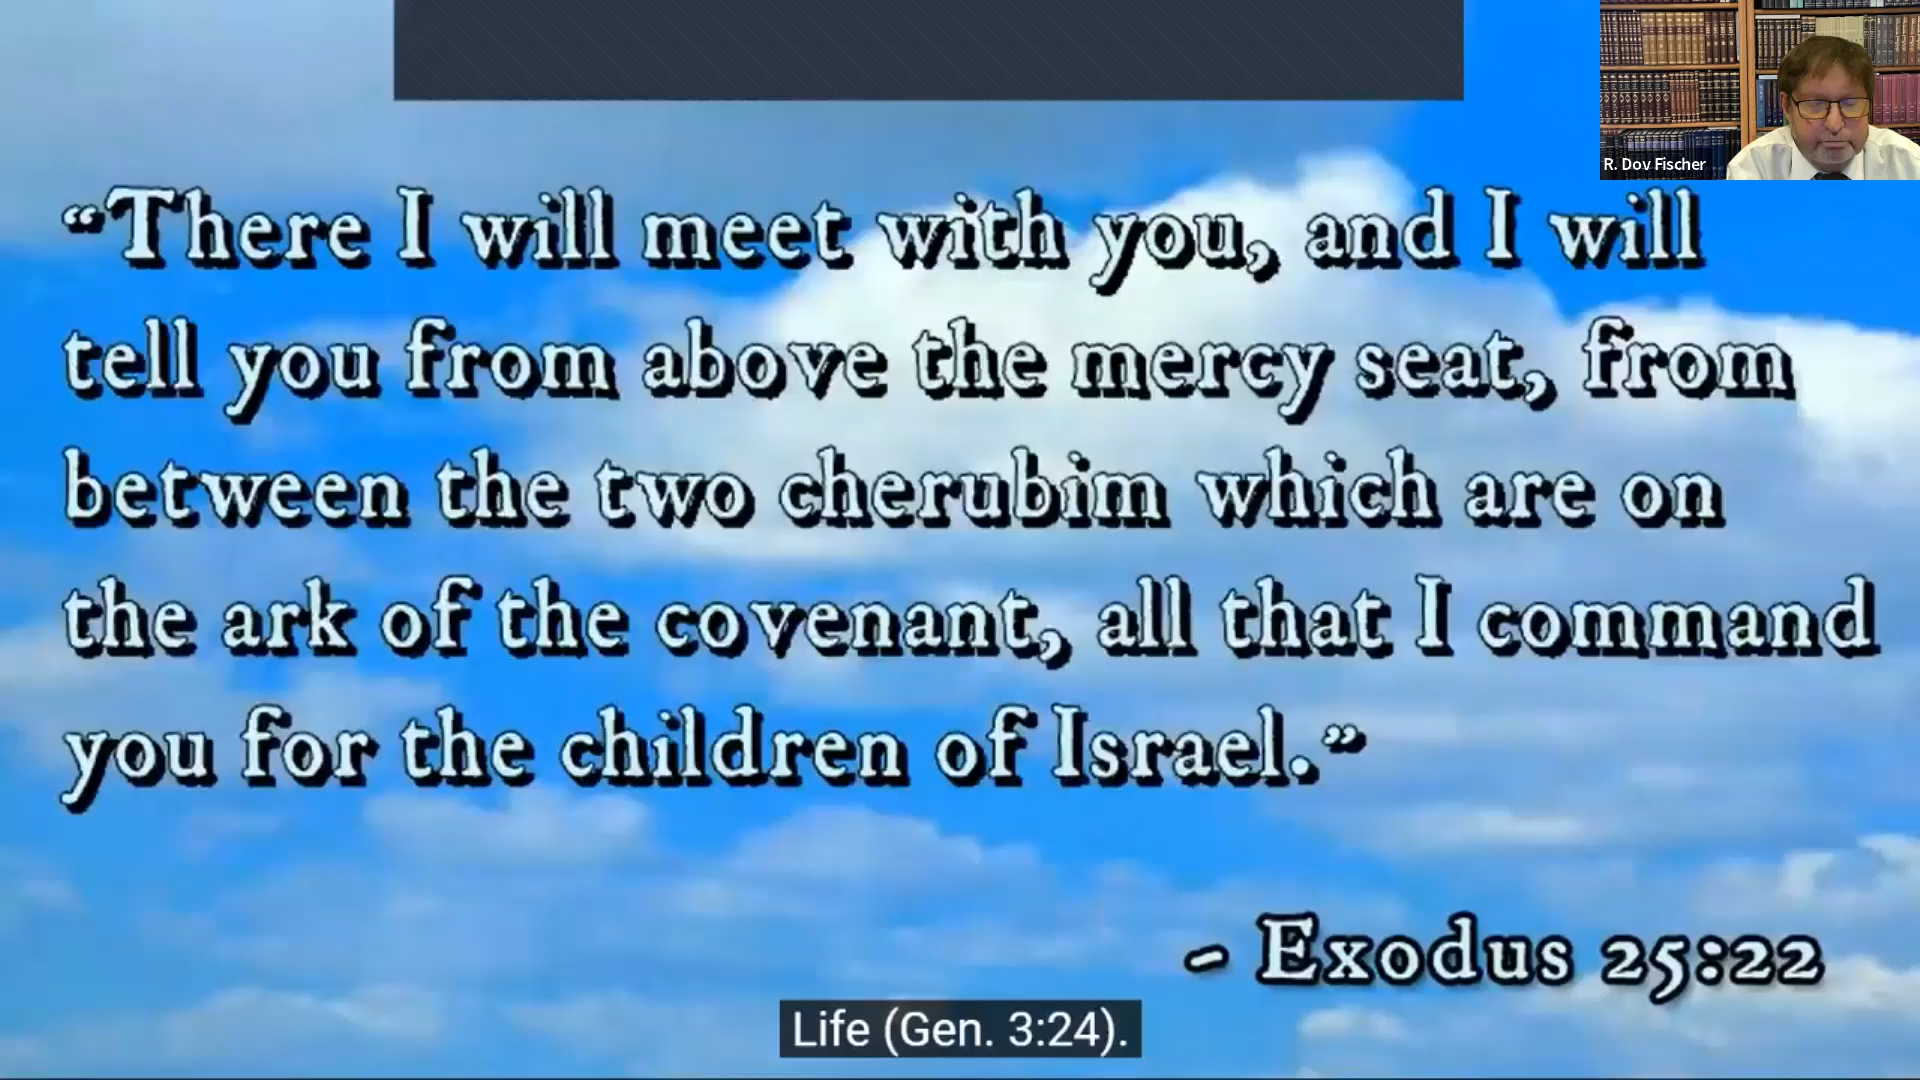 R. Dov Fischer
“There I will meet with you, and I will
tell you from above the mercy seat, from
between the two cherubim which are on
the ark of the covenant, all that I command
you for the children of Israel.”
- Exodus 25:22
Life (Gen. 3:24).